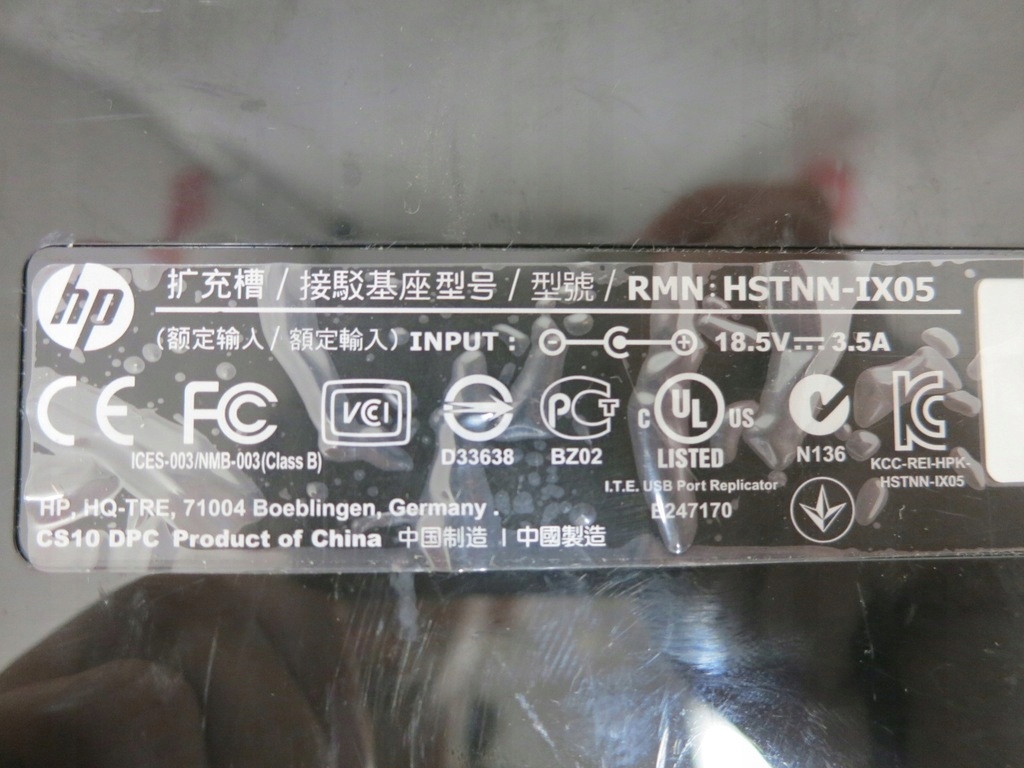 hp 扩充槽 / 接駁基座型号 / 型號 / RMN: HSTNN-IX05
(额定输入 / 額定輸入) INPUT: 18.5V 3.5A
CE FC VCI PCT C UL US LISTED N136 KCC-REI-HPK-HSTNN-IX05
ICES-003/NMB-003(Class B) D33638 BZ02
I.T.E. USB Port Replicator
E247170
HP, HQ-TRE, 71004 Boeblingen, Germany .
CS10 DPC Product of China 中国制造 | 中國製造